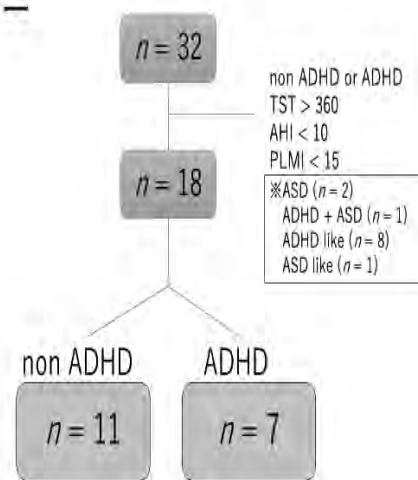 n = 32
non ADHD or ADHD
TST > 360
AHI < 10
PLMI < 15
n = 18
※ASD (n = 2)
ADHD + ASD (n = 1)
ADHD like (n = 8)
ASD like (n = 1)
non ADHD
ADHD
n = 11
n = 7